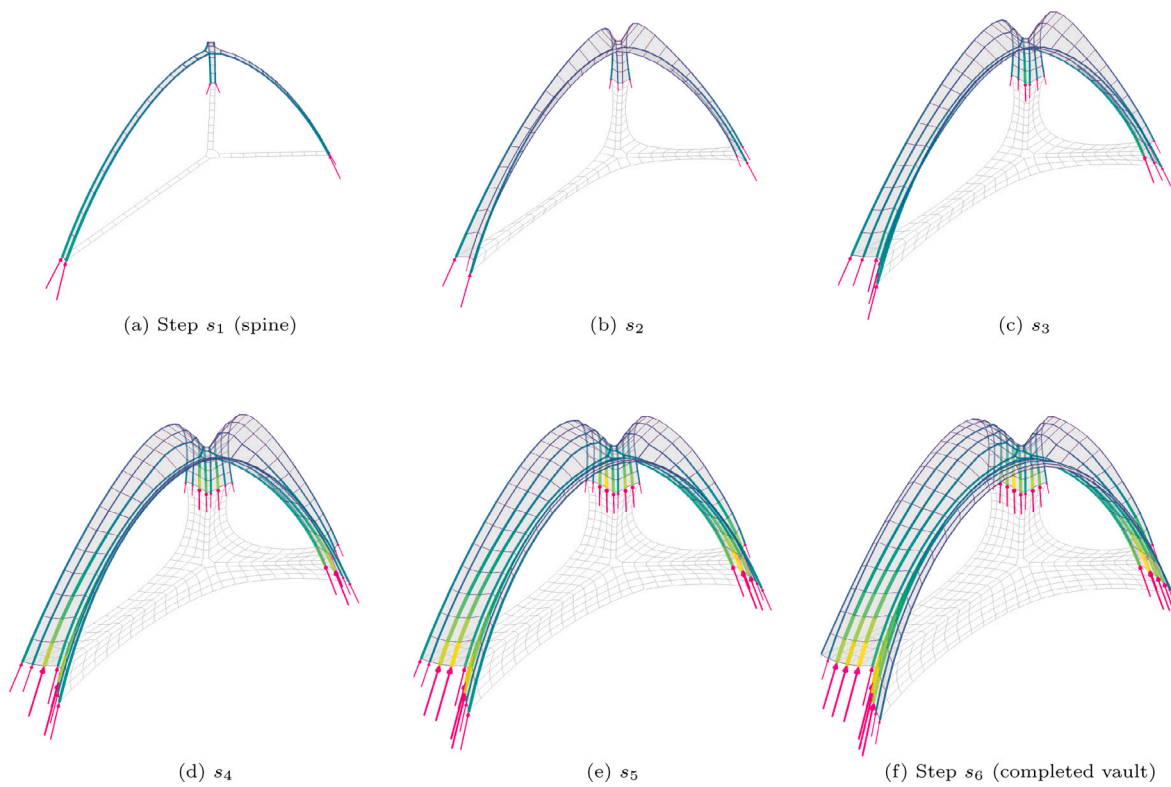 (a) Step s₁ (spine)
(b) s₂
(c) s₃
(d) s₄
(e) s₅
(f) Step s₆ (completed vault)